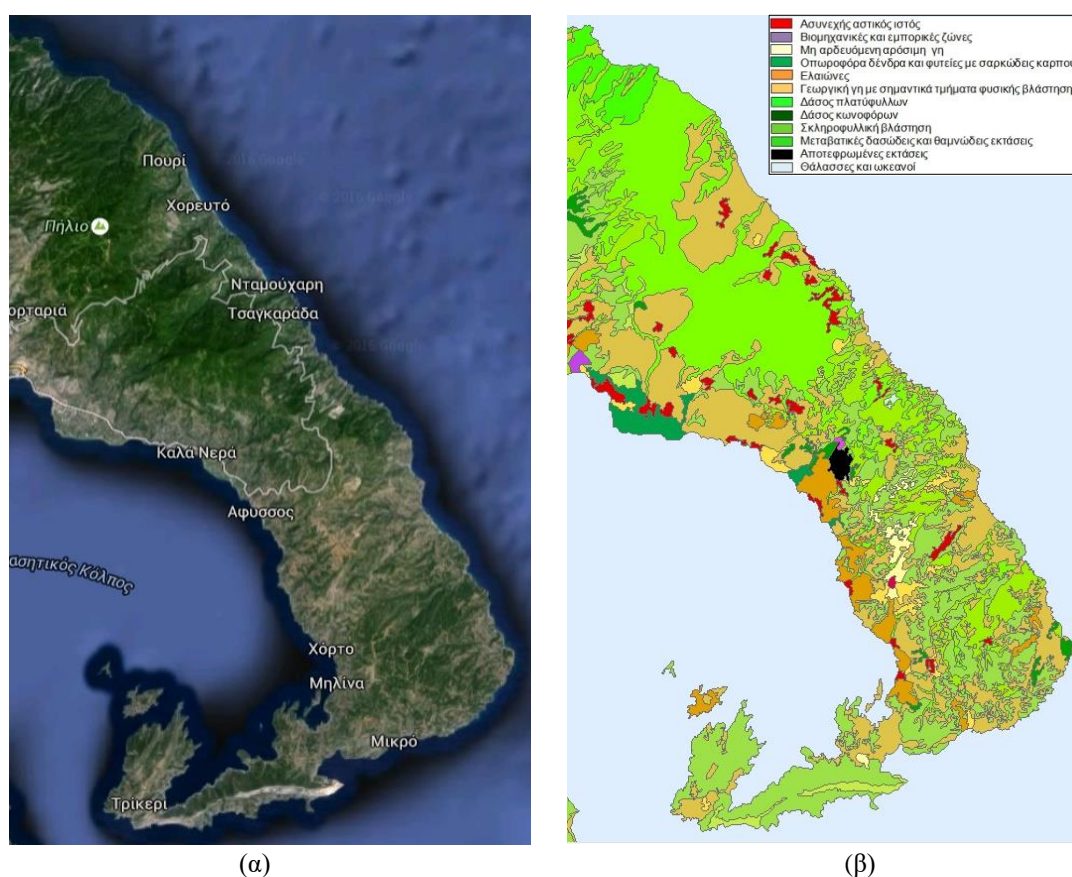 Πουρί
Χορευτό
Πήλιο
Νταμούχαρη
Τσαγκαράδα
ορταριά
Καλά Νερά
Αφυσσος
ασητικός Κόλπος
Χόρτο
Μηλίνα
Μικρό
Τρίκερι
(α)
Ασυνεχής αστικός ιστός
Βιομηχανικές και εμπορικές ζώνες
Μη αρδευόμενη αρόσιμη γη
Οπωροφόρα δένδρα και φυτείες με σαρκώδεις καρπού
Ελαιώνες
Γεωργική γη με σημαντικά τμήματα φυσικής βλάστηση
Δάσος πλατύφυλλων
Δάσος κωνοφόρων
Σκληροφυλλική βλάστηση
Μεταβατικές δασώδεις και θαμνώδεις εκτάσεις
Αποτεφρωμένες εκτάσεις
Θάλασσες και ωκεανοί
(β)